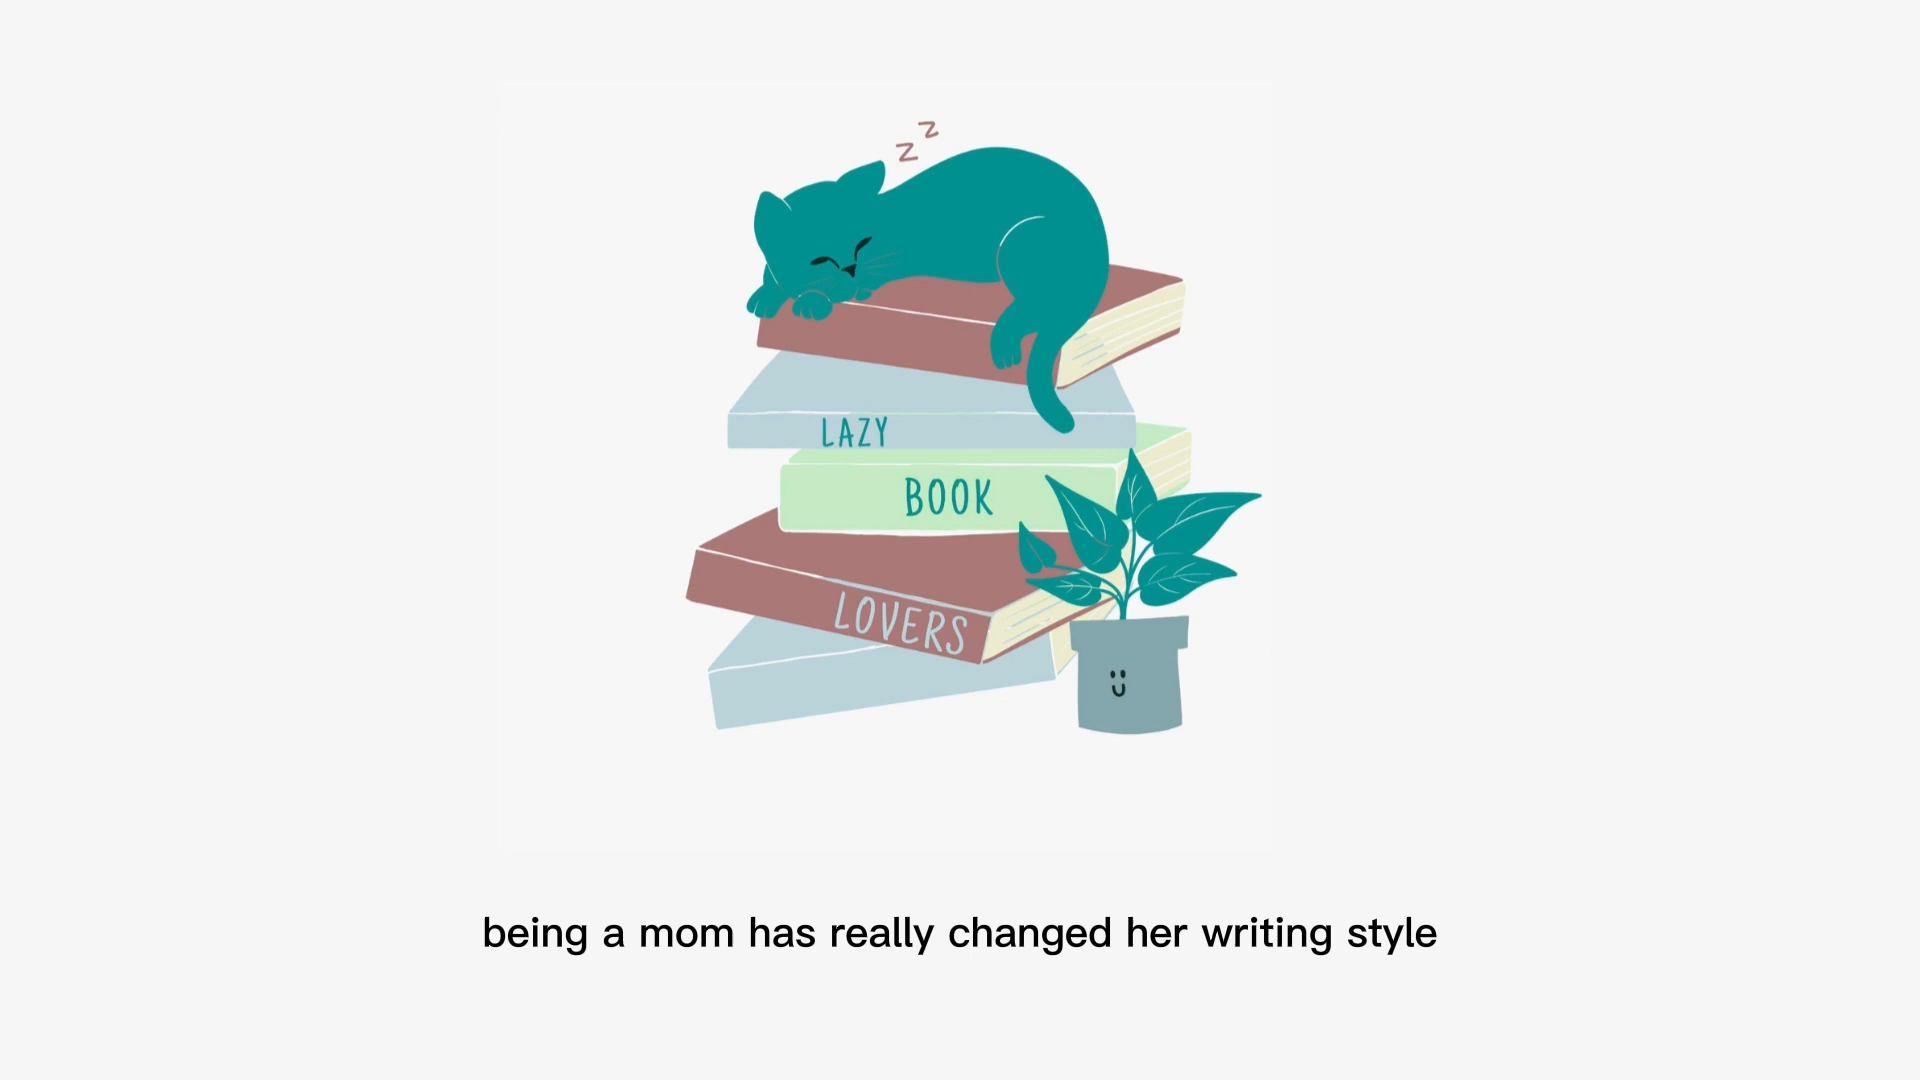 z
z
LAZY
BOOK
LOVERS
being a mom has really changed her writing style